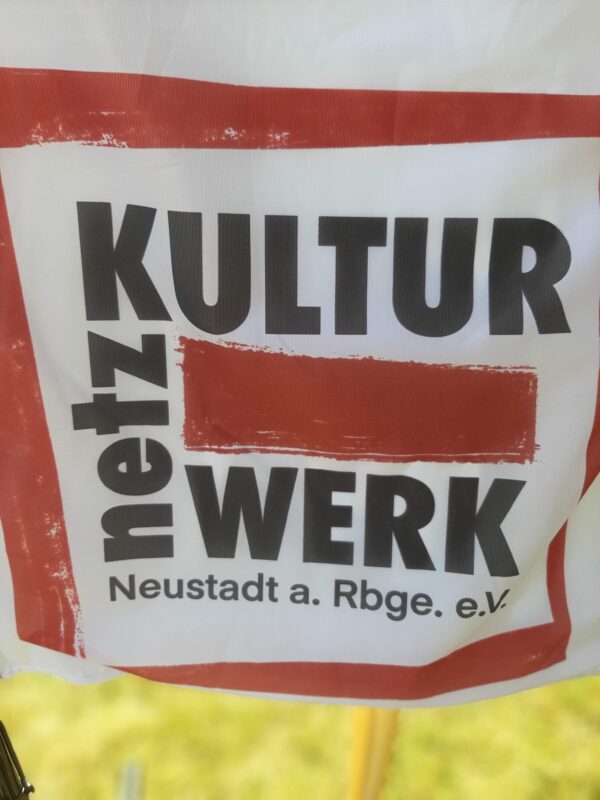 KULTUR
netz
WERK
Neustadt a. Rbge. e.V.